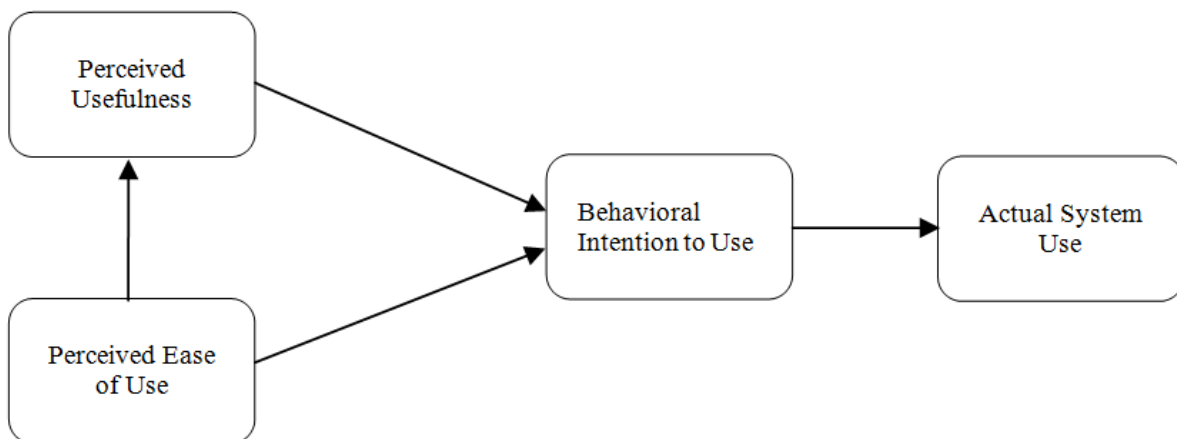 Perceived
Usefulness
Behavioral
Intention to Use
Actual System
Use
Perceived Ease
of Use